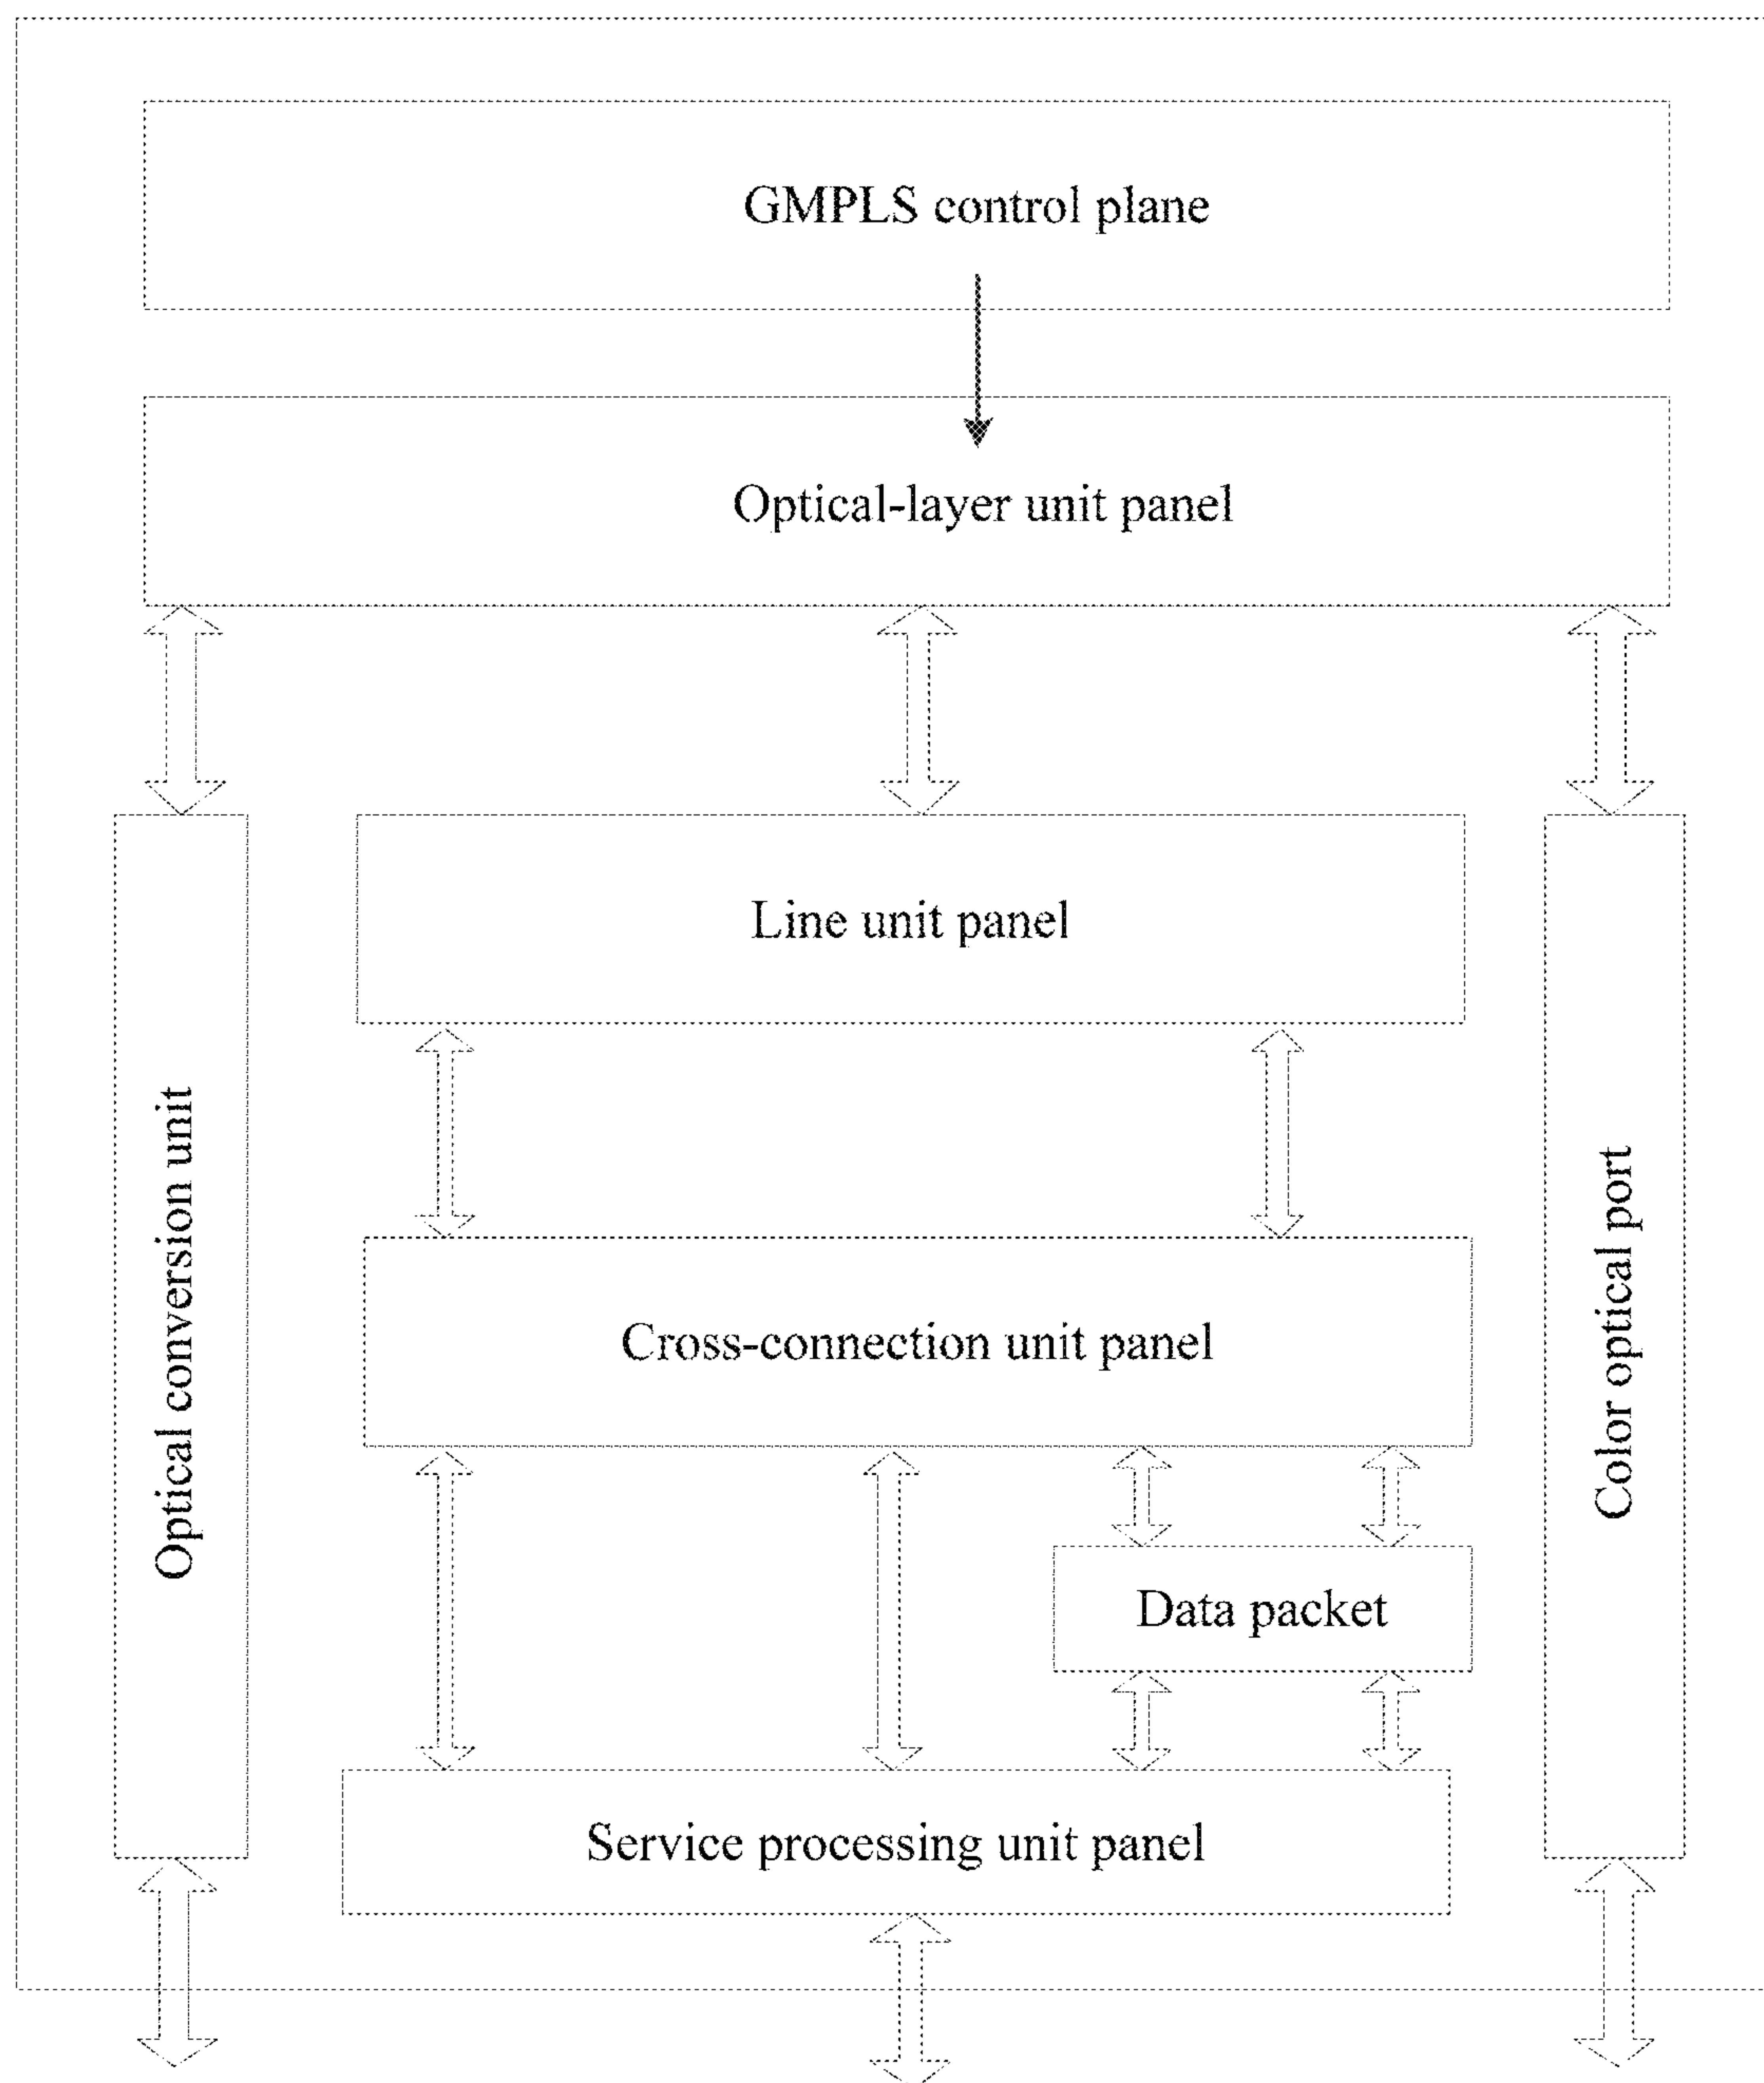 GMPLS control plane
Optical-layer unit panel
Line unit panel
Optical conversion unit
Color optical port
Cross-connection unit panel
Data packet
Service processing unit panel